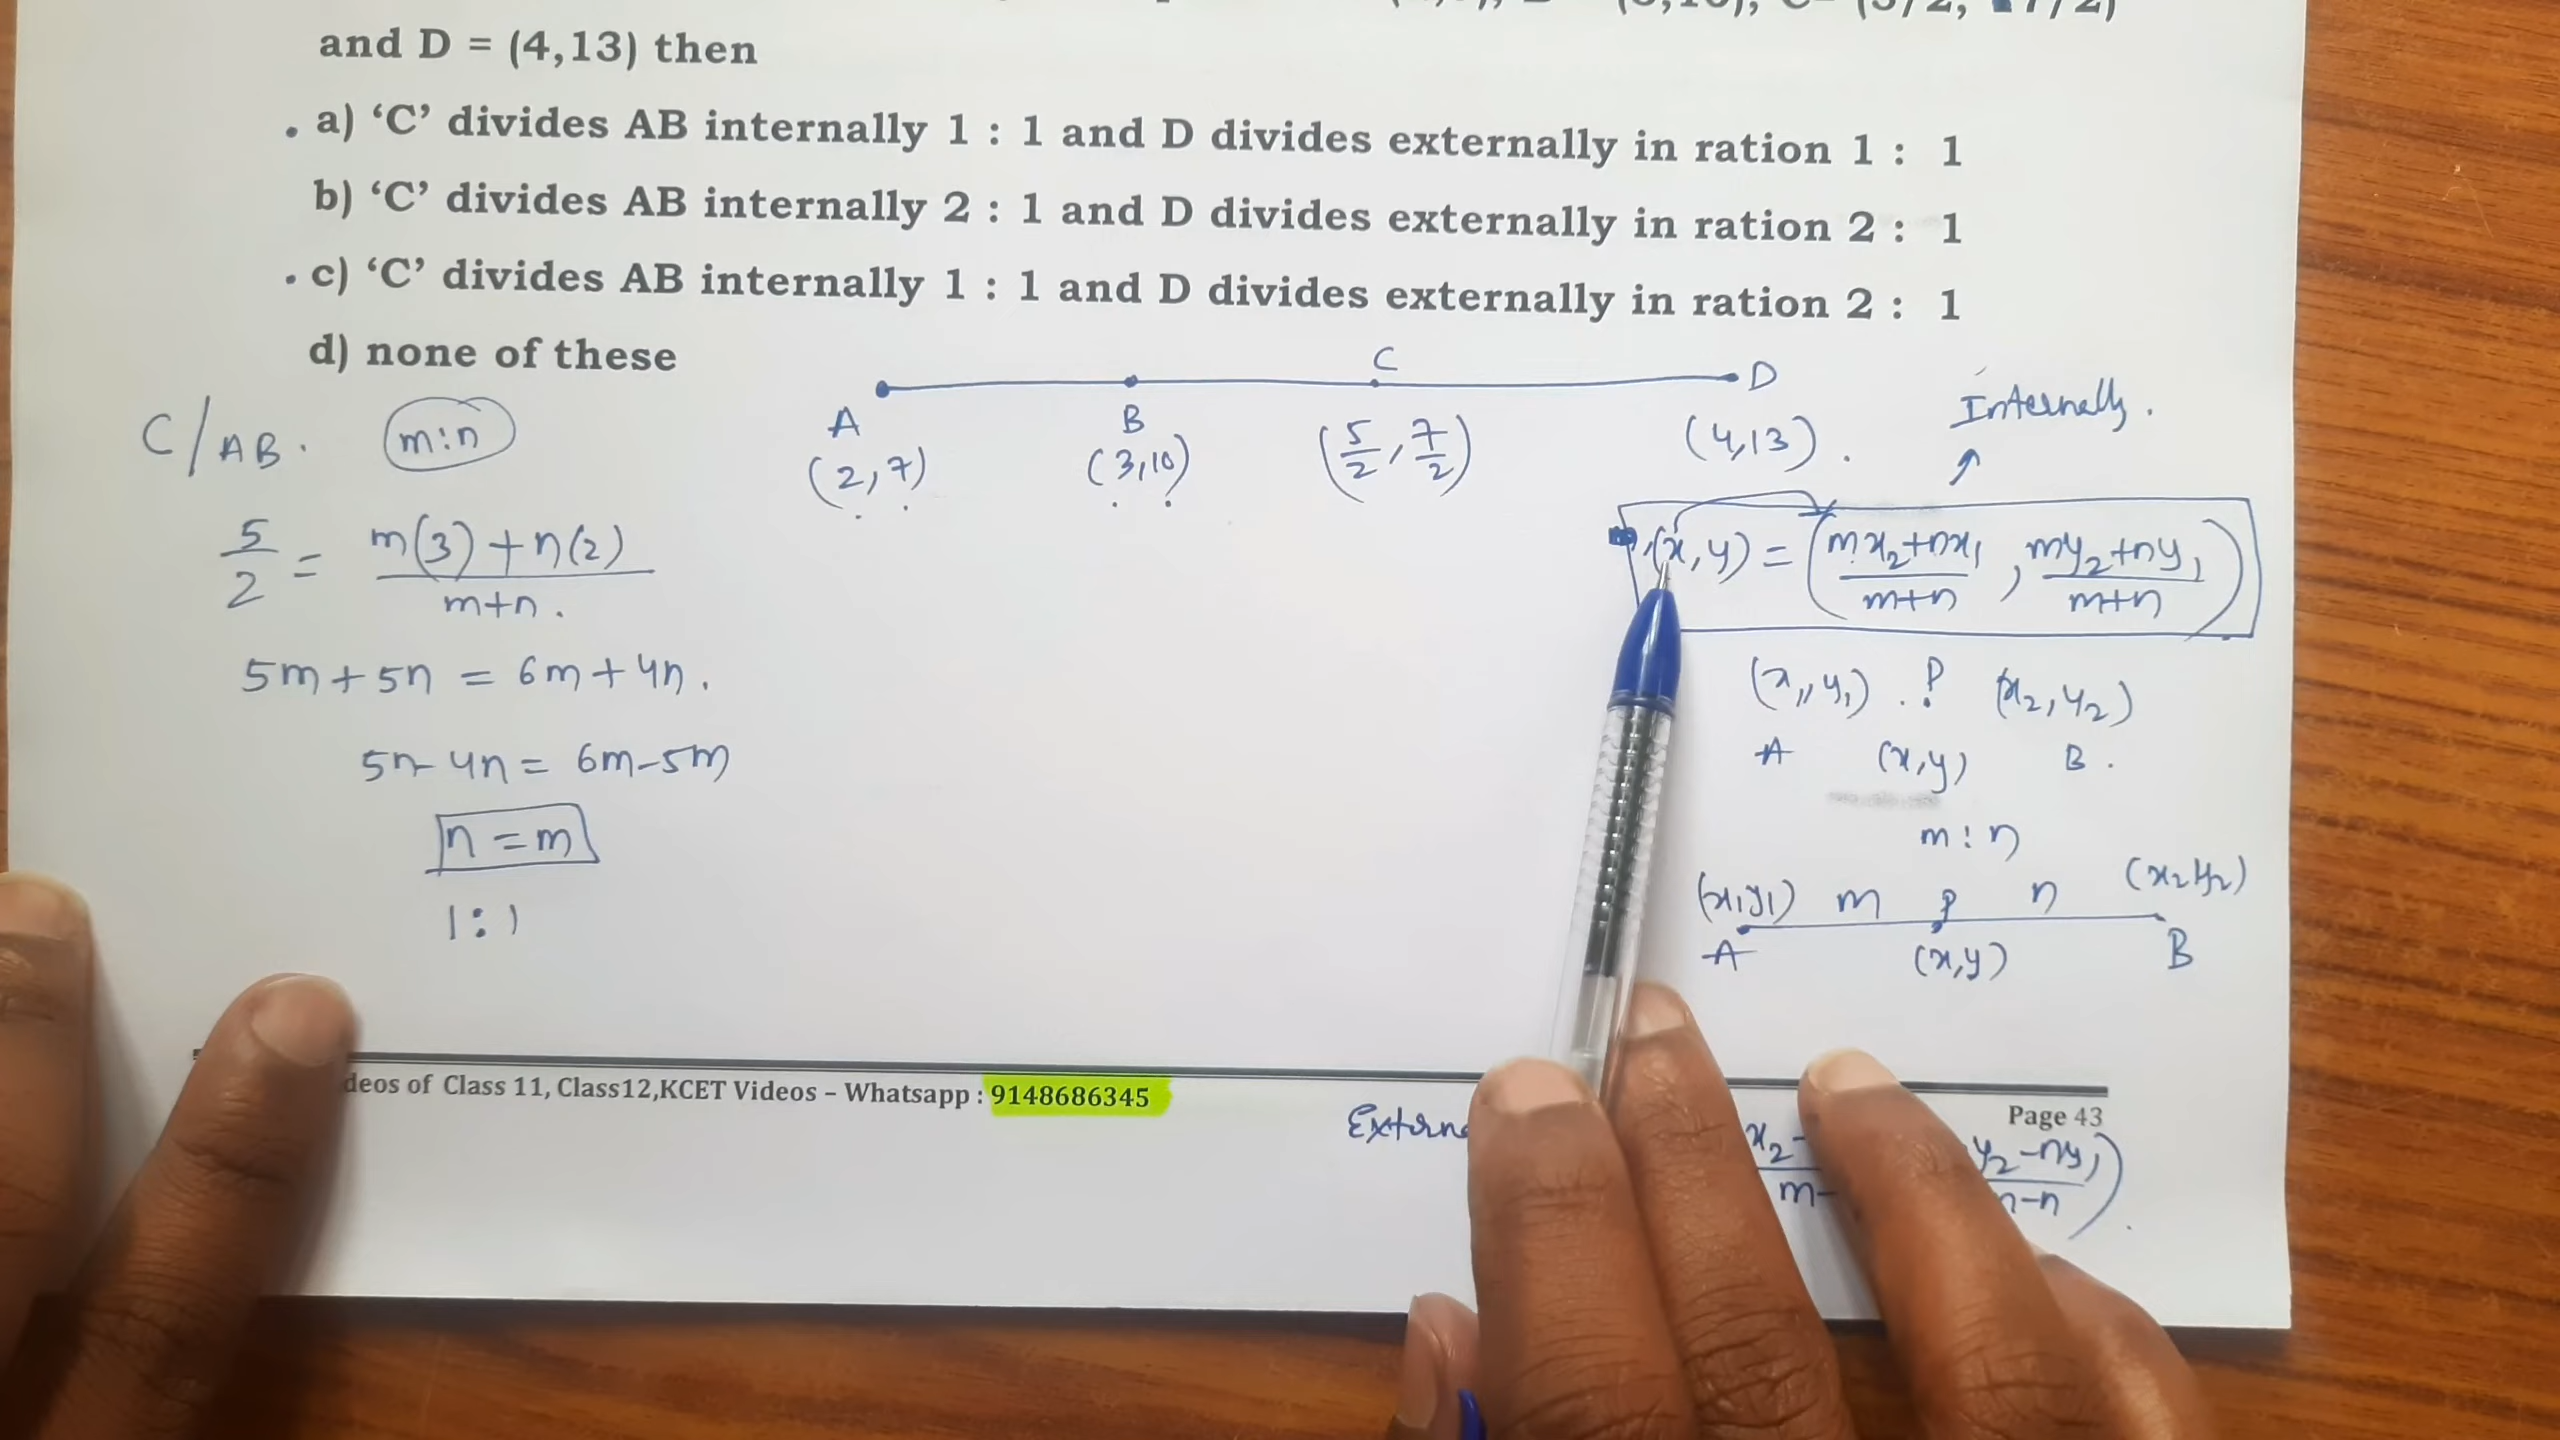 and D = (4,13) then
a) ‘C’ divides AB internally 1 : 1 and D divides externally in ration 1 : 1
b) ‘C’ divides AB internally 2 : 1 and D divides externally in ration 2 : 1
c) ‘C’ divides AB internally 1 : 1 and D divides externally in ration 2 : 1
d) none of these
C/AB. m:n
A B C D
(2,7) (3,10) (5/2, 7/2) (4,13).
Internally.
5/2 = m(3)+n(2)/m+n.
(x,y) = (mx₂+nx₁/m+n, my₂+ny₁/m+n)
5m+5n = 6m+4n.
(x₁,y₁) P (x₂,y₂)
5n-4n = 6m-5m
A (x,y) B.
n = m
m:n
1:1
(x₁y₁) m P n (x₂y₂)
A (x,y) B
deos of Class 11, Class12,KCET Videos – Whatsapp : 9148686345
Page 43
y₂-ny₁